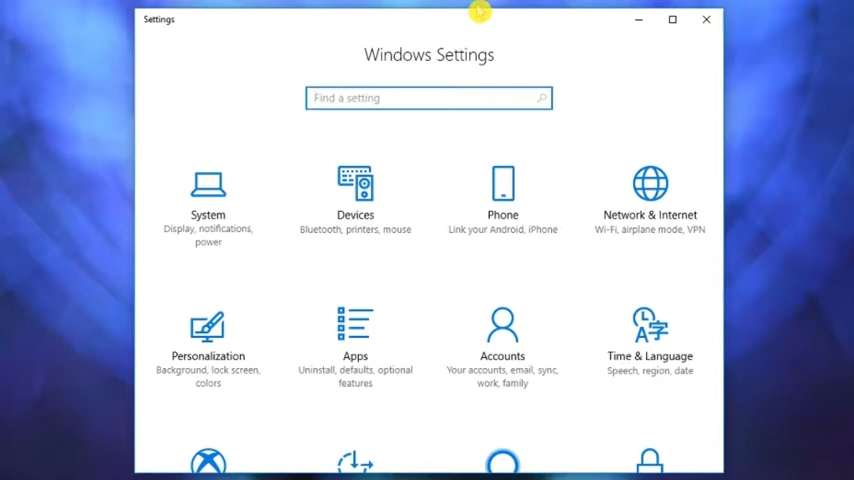 Settings
Windows Settings
Find a setting
System
Display, notifications,
power
Devices
Bluetooth, printers, mouse
Phone
Link your Android, iPhone
Network & Internet
Wi-Fi, airplane mode, VPN
Personalization
Background, lock screen,
colors
Apps
Uninstall, defaults, optional
features
Accounts
Your accounts, email, sync,
work, family
Time & Language
Speech, region, date